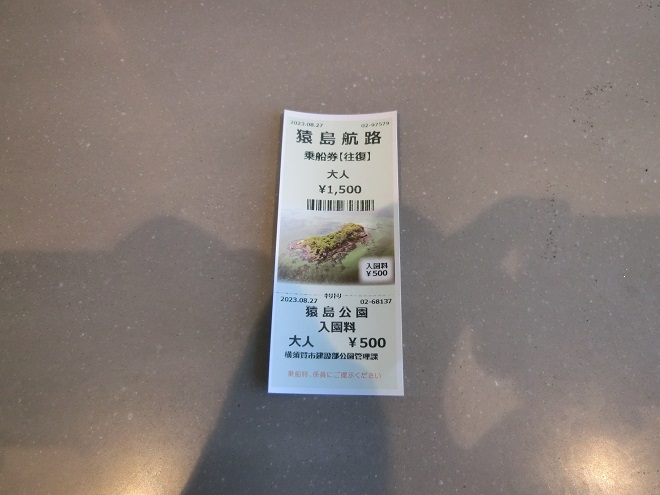 2023.08.27 02-87579
猿島航路
乗船券【往復】
大人
¥1,500
入園料
¥500
キリトリ
2023.08.27 02-68137
猿島公園
入園料
大人 ¥500
横須賀市建設部公園管理課
乗船時、係員にご提示ください